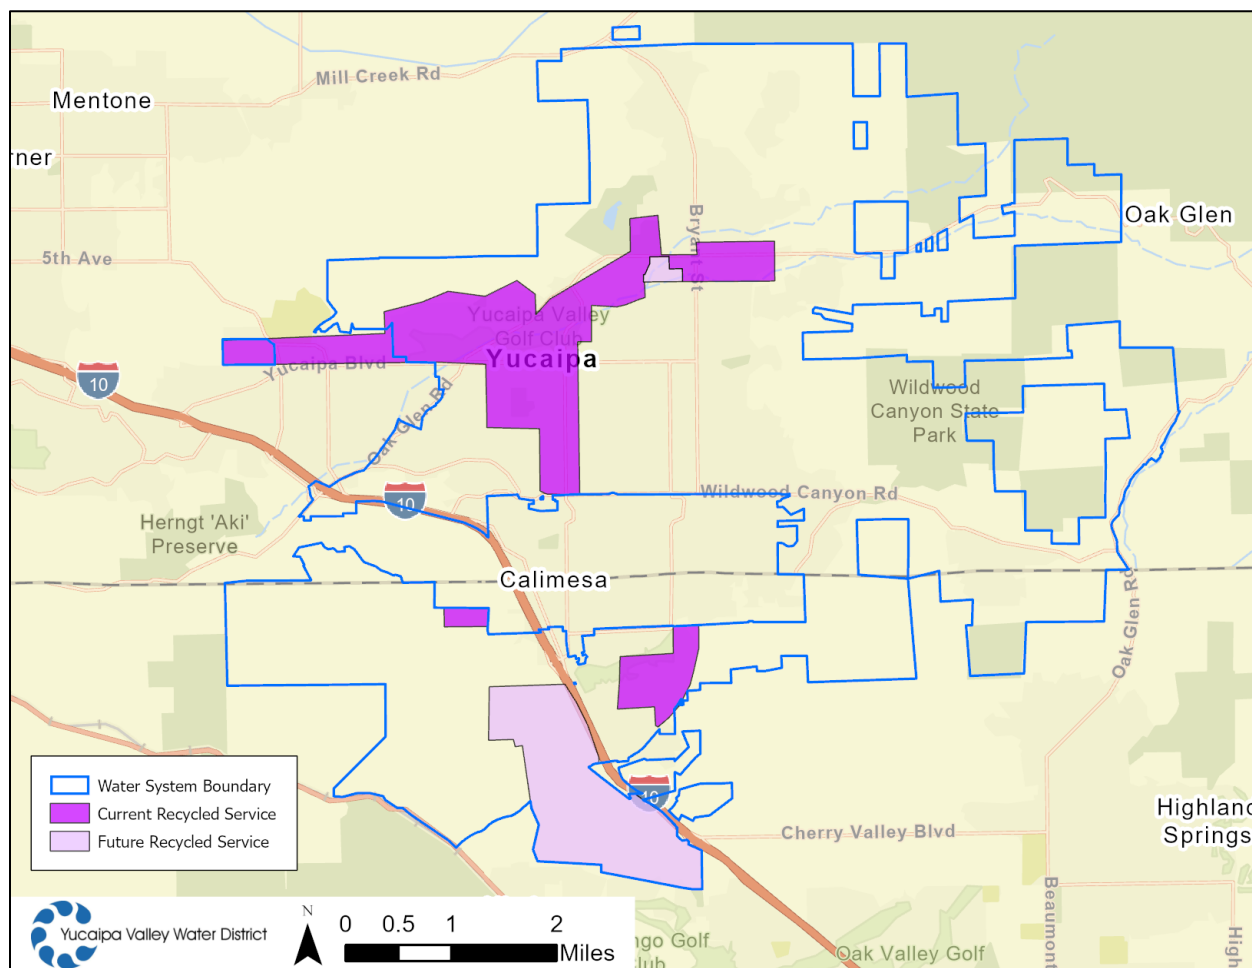 Mill Creek Rd
Mentone
rner
Oak Glen
Bryant St
5th Ave
Yucaipa Valley
Golf Club
Yucaipa
Yucaipa Blvd
10
Oak Glen Rd
Wildwood
Canyon State
Park
10
Wildwood Canyon Rd
Herngt 'Aki'
Preserve
Calimesa
Oak Glen Rd
10
Water System Boundary
Current Recycled Service
Future Recycled Service
Cherry Valley Blvd
Highland
Springs
Beaumont
High
Yucaipa Valley Water District
N
0 0.5 1 2
Miles
ngo Golf
Club
Oak Valley Golf